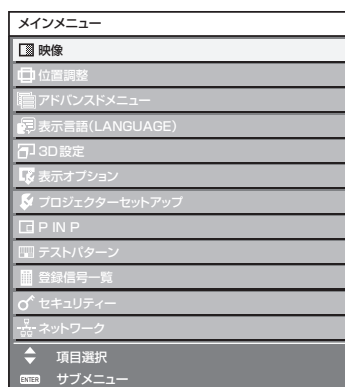 メインメニュー
映像
位置調整
アドバンスドメニュー
表示言語(LANGUAGE)
3D設定
表示オプション
プロジェクターセットアップ
P IN P
テストパターン
登録信号一覧
セキュリティー
ネットワーク
項目選択
ENTER サブメニュー